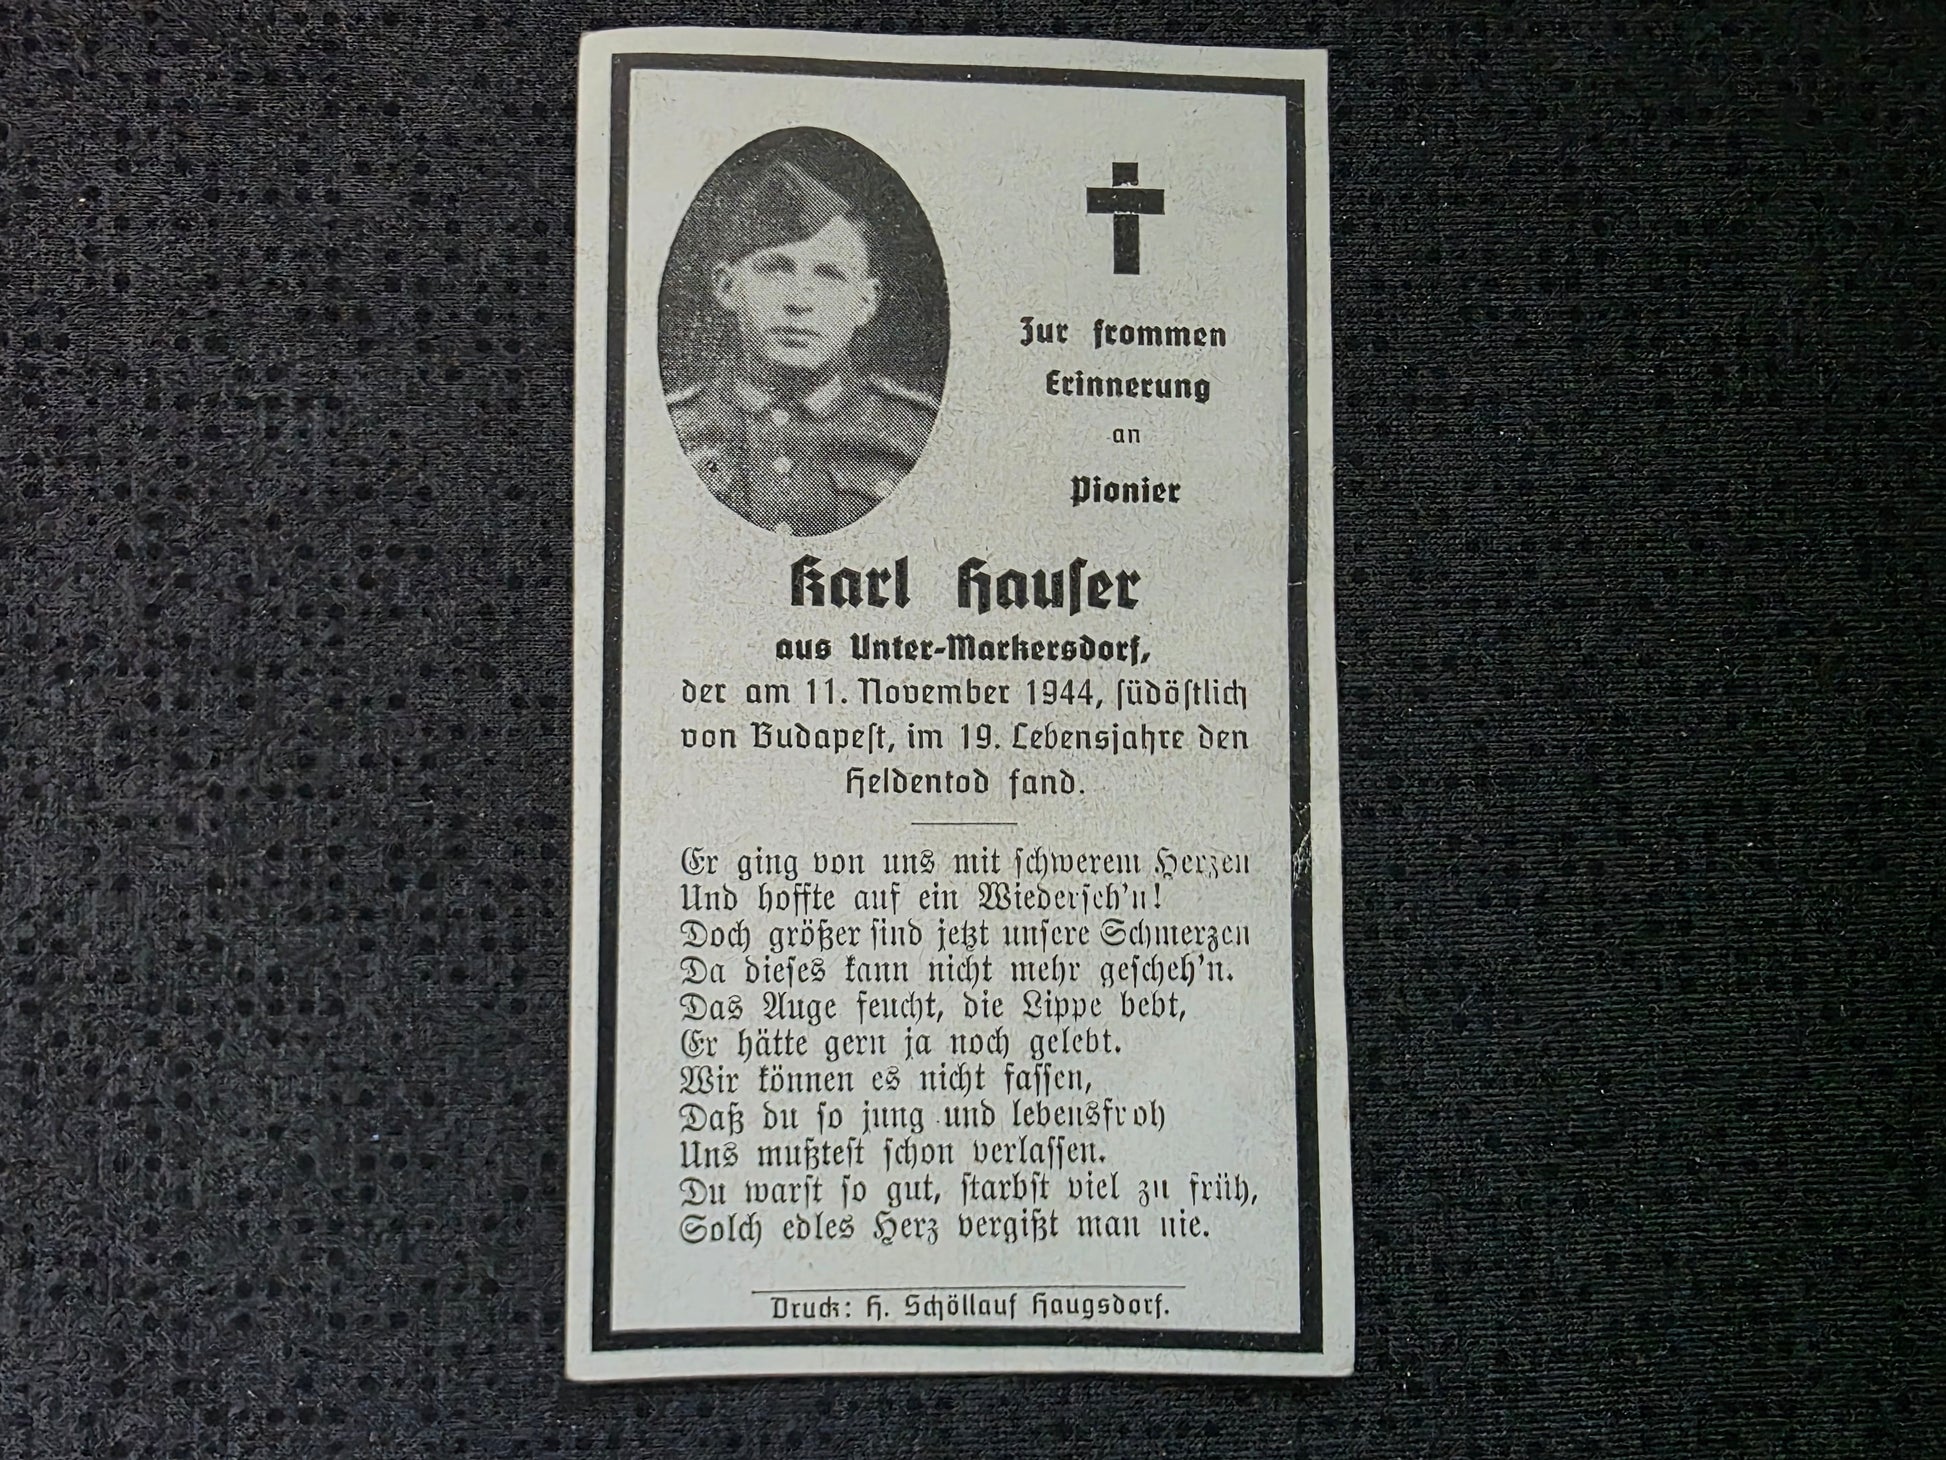 Zur frommen
Erinnerung
an
Pionier
Karl Hauser
aus Unter-Markersdorf,
der am 11. November 1944, südöstlich
von Budapest, im 19. Lebensjahre den
Heldentod fand.
Er ging von uns mit schwerem Herzen
Und hoffte auf ein Wiederseh'n!
Doch größer sind jetzt unsere Schmerzen
Da dieses kann nicht mehr gescheh'n.
Das Auge feucht, die Lippe bebt,
Er hätte gern ja noch gelebt.
Wir können es nicht fassen,
Daß du so jung und lebensfroh
Uns mußtest schon verlassen.
Du warst so gut, starbst viel zu früh,
Solch edles Herz vergißt man nie.
Druck: H. Schöllauf Haugsdorf.